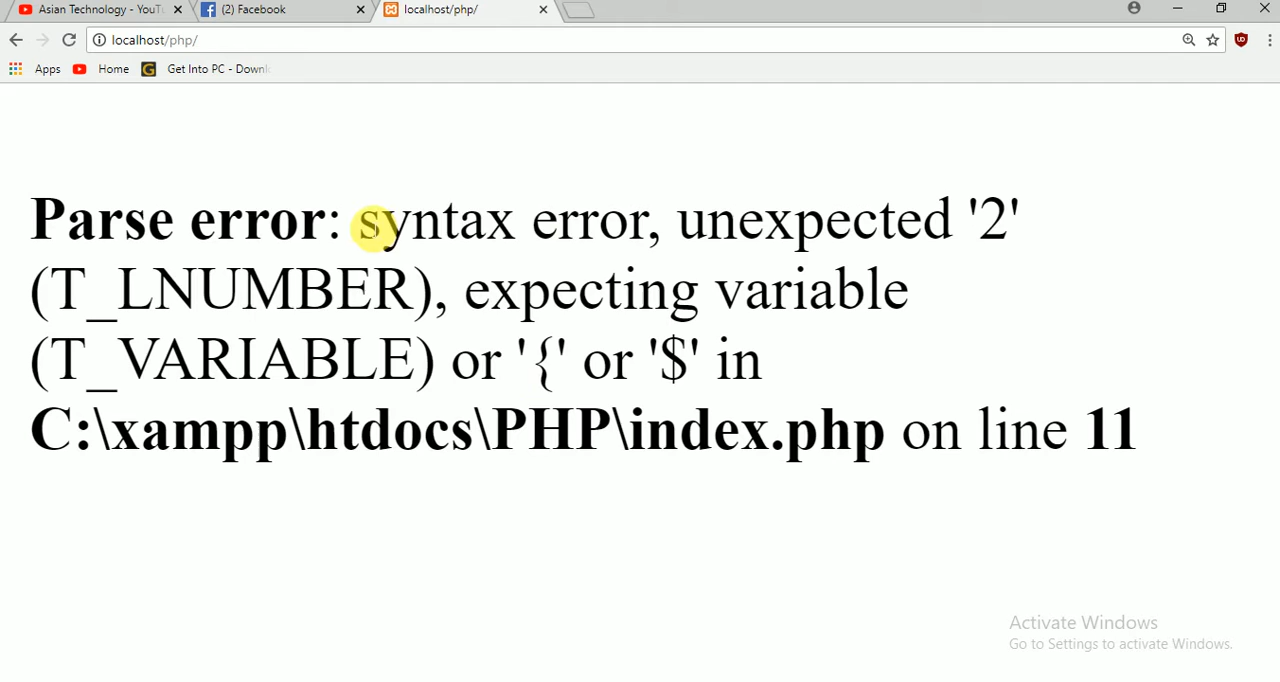 Asian Technology - YouTu
(2) Facebook
localhost/php/
localhost/php/
Apps
Home
Get Into PC - Downl
Parse error: syntax error, unexpected '2'
(T_LNUMBER), expecting variable
(T_VARIABLE) or '{' or '$' in
C:\xampp\htdocs\PHP\index.php on line 11
Activate Windows
Go to Settings to activate Windows.